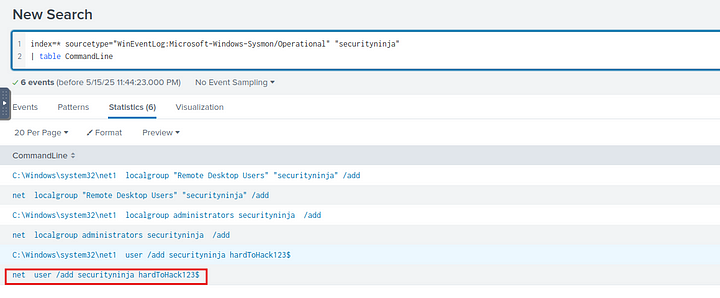 New Search
1 index=* sourcetype="WinEventLog:Microsoft-Windows-Sysmon/Operational" "securityninja"
2 | table CommandLine
✓ 6 events (before 5/15/25 11:44:23.000 PM) No Event Sampling
Events Patterns Statistics (6) Visualization
20 Per Page Format Preview
CommandLine
C:\Windows\system32\net1 localgroup "Remote Desktop Users" "securityninja" /add
net localgroup "Remote Desktop Users" "securityninja" /add
C:\Windows\system32\net1 localgroup administrators securityninja /add
net localgroup administrators securityninja /add
C:\Windows\system32\net1 user /add securityninja hardToHack123$
net user /add securityninja hardToHack123$